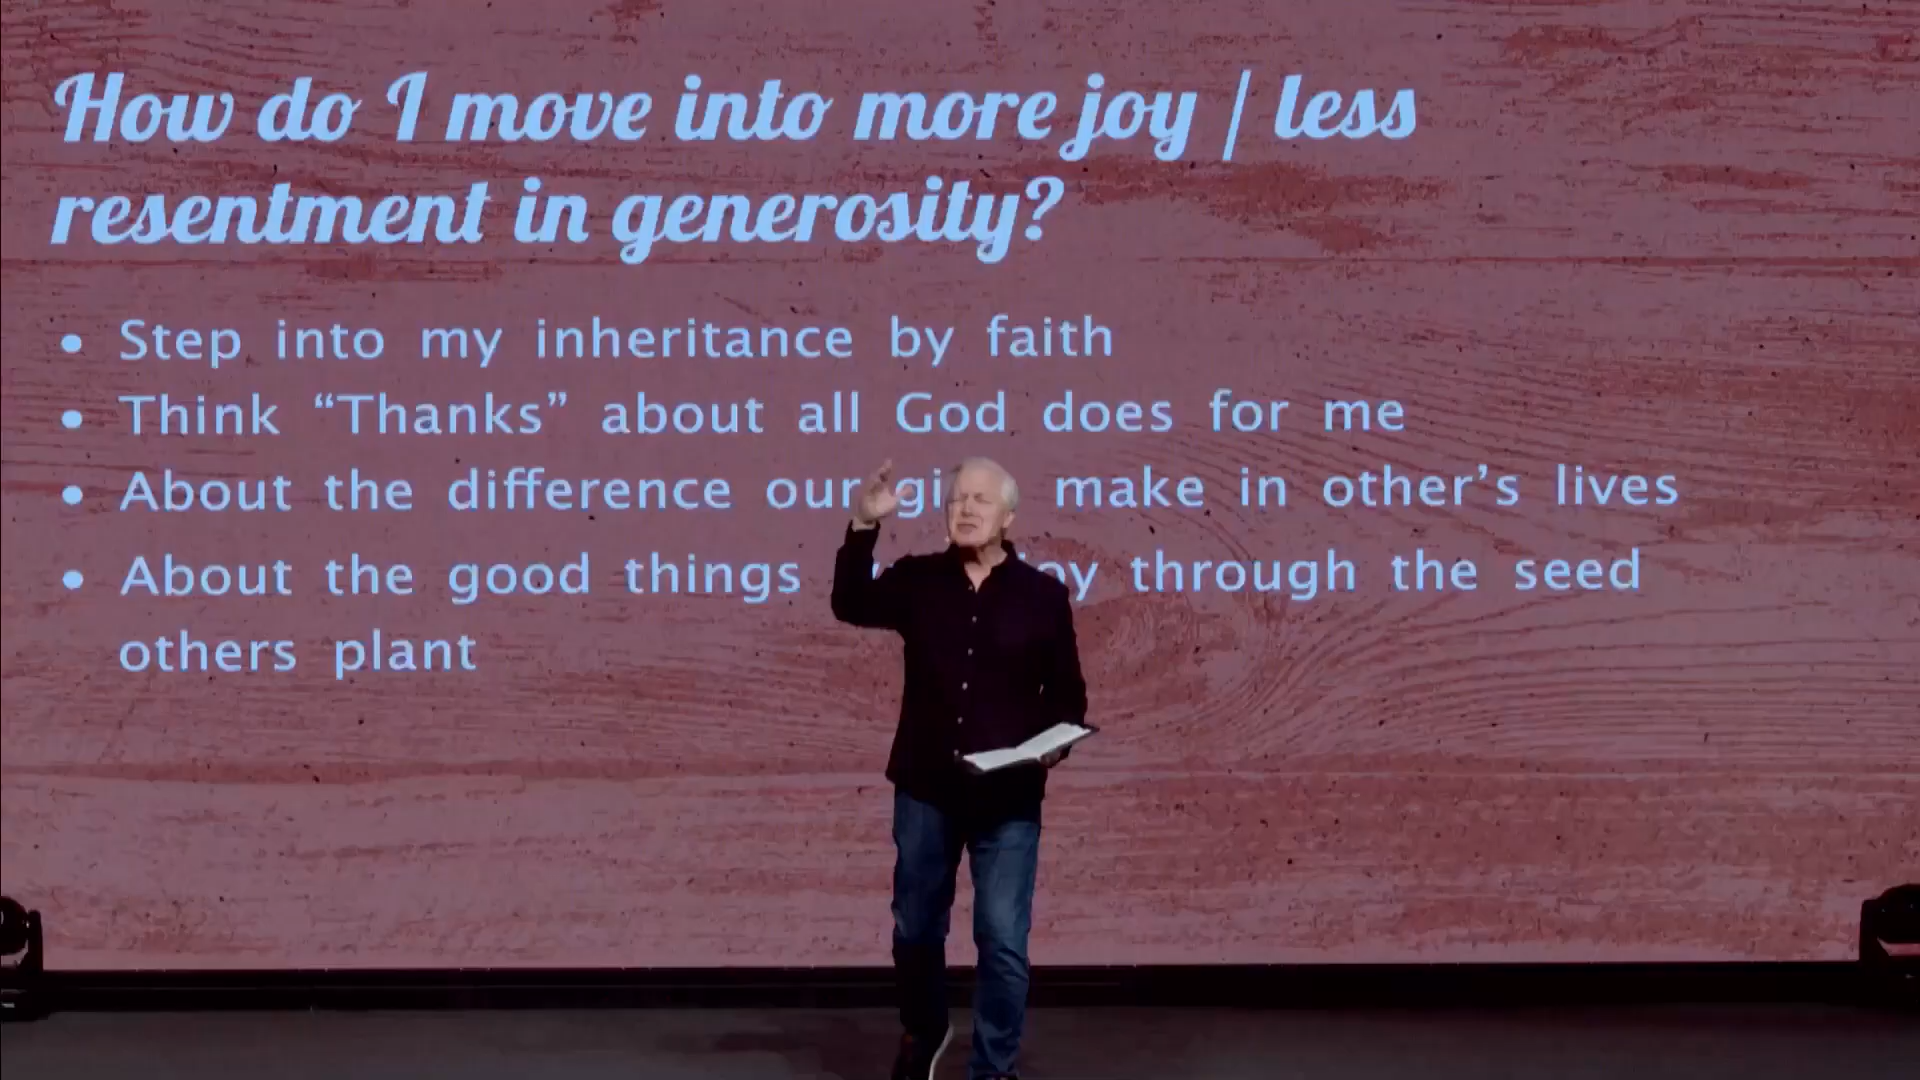 How do I move into more joy / less
resentment in generosity?
• Step into my inheritance by faith
• Think “Thanks” about all God does for me
• About the difference our make in other’s lives
• About the good things through the seed
others plant